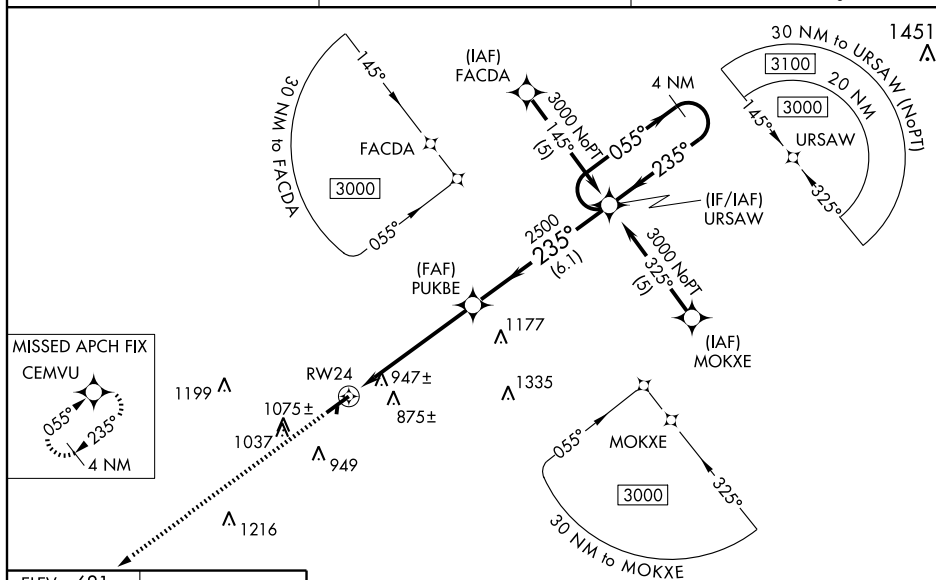 1451
30 NM to URSAW (NoPT)
3100
20 NM
3000
145°
URSAW
325°
(IAF)
FACDA
3000 NoPT
145°
(5)
4 NM
055°
235°
145°
30 NM to FACDA
FACDA
3000
055°
(IF/IAF)
URSAW
2500
235°
(6.1)
3000 NoPT
325°
(5)
(FAF)
PUKBE
1177
(IAF)
MOKXE
MISSED APCH FIX
CEMVU
055°
235°
4 NM
1199
RW24
947±
875±
1335
1075±
1037
949
1216
055°
MOKXE
325°
3000
30 NM to MOKXE